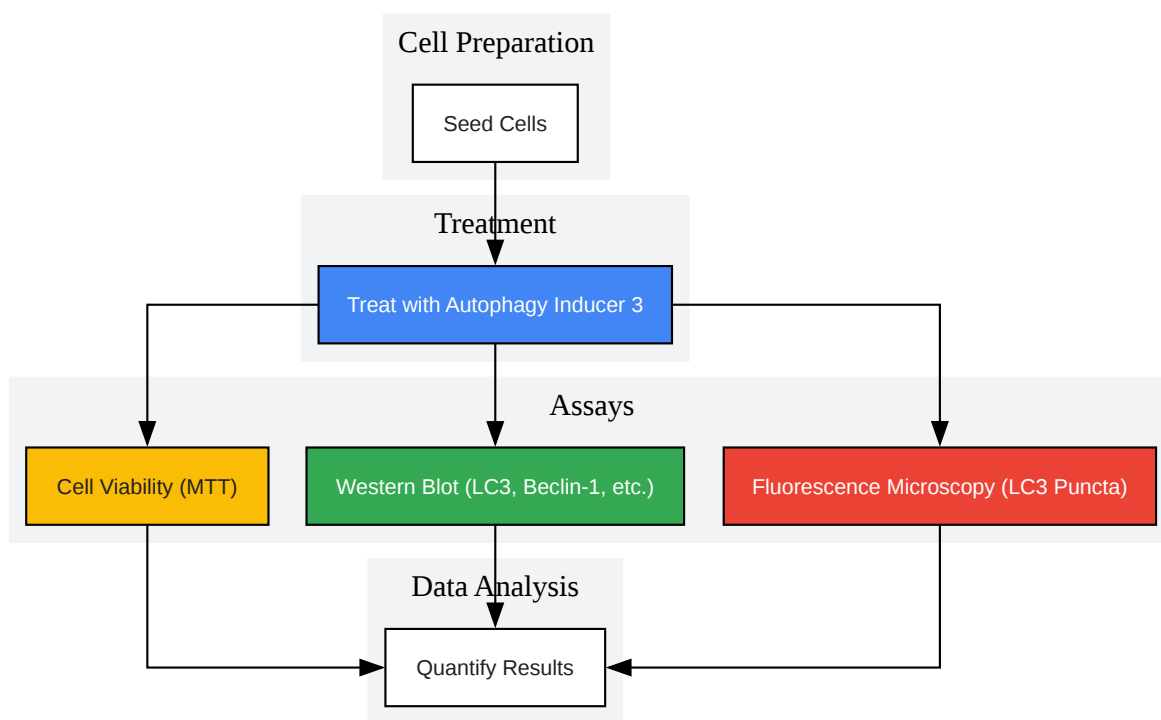 Cell Preparation
Seed Cells
Treatment
Treat with Autophagy Inducer 3
Assays
Cell Viability (MTT)
Western Blot (LC3, Beclin-1, etc.)
Fluorescence Microscopy (LC3 Puncta)
Data Analysis
Quantify Results